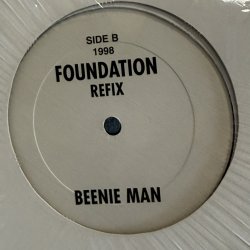 SIDE B
1998
FOUNDATION
REFIX
BEENIE MAN